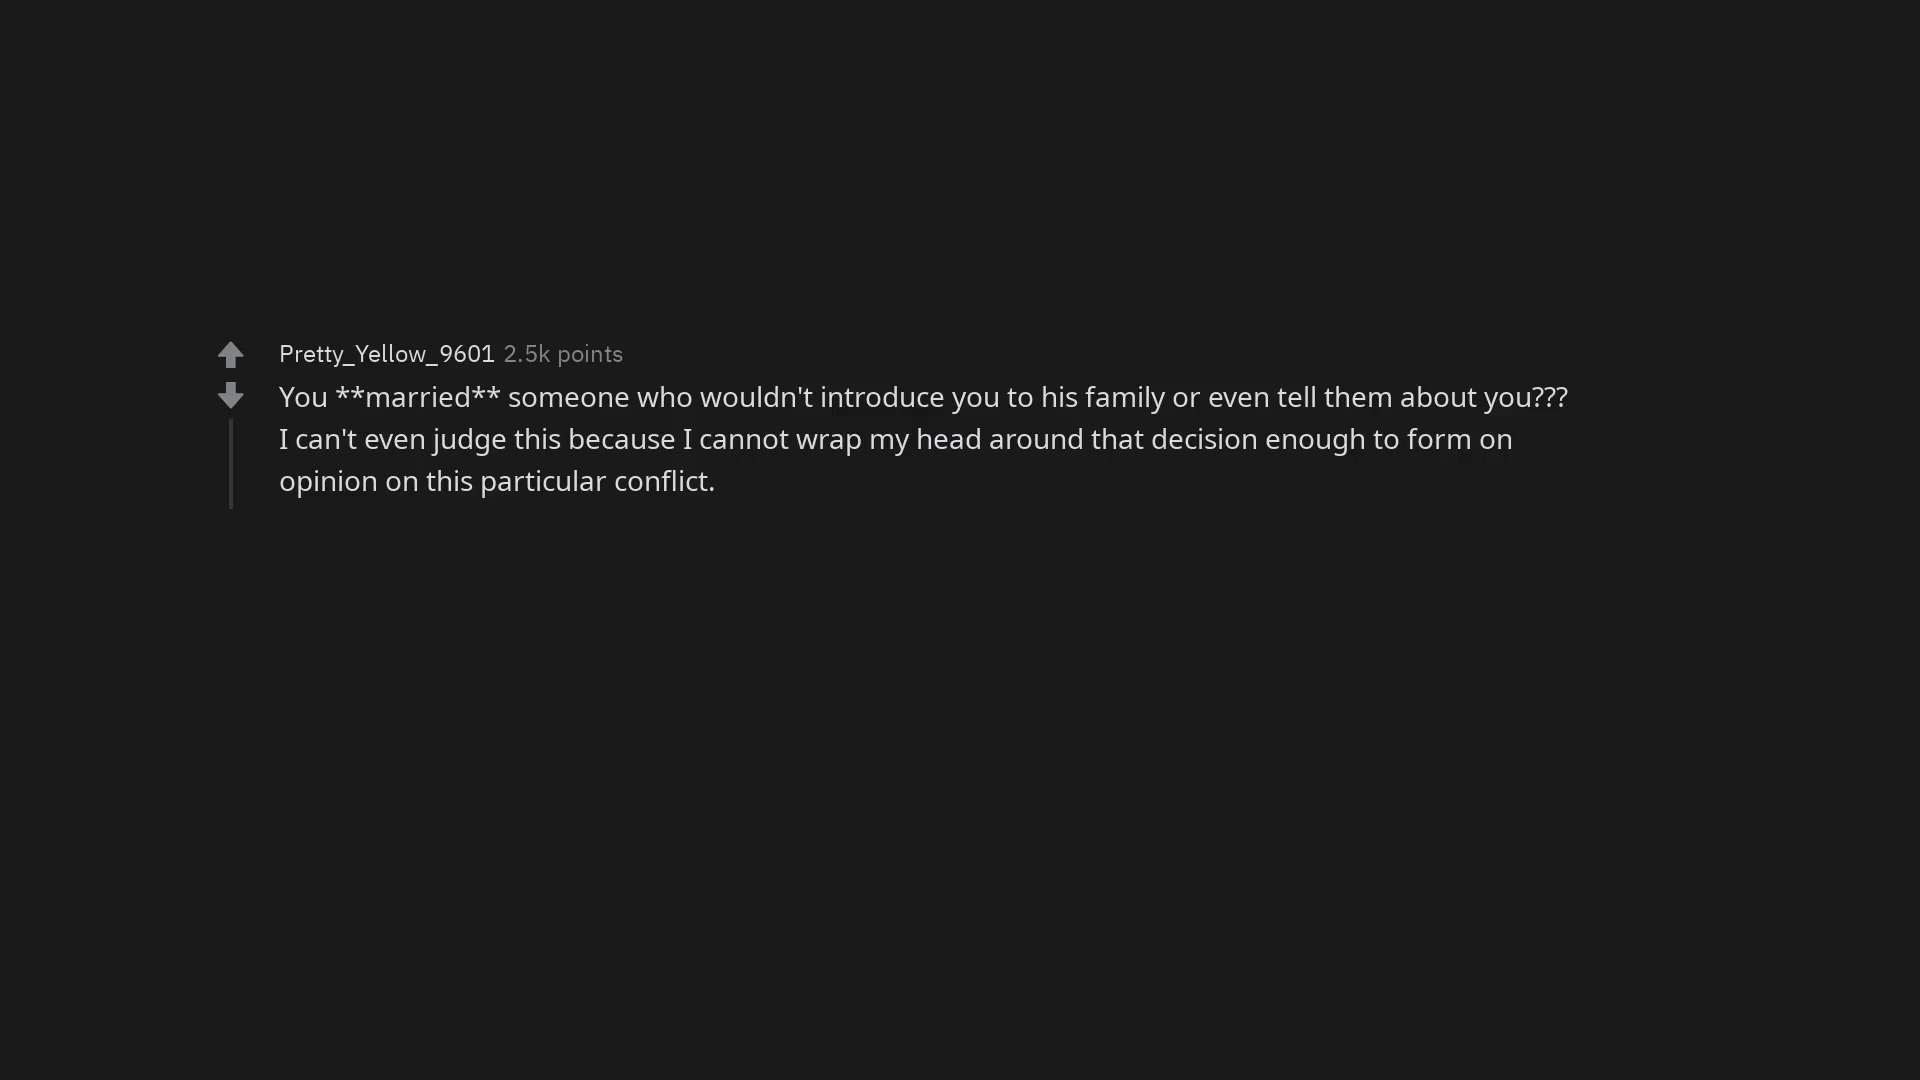 Pretty_Yellow_9601 2.5k points
You **married** someone who wouldn't introduce you to his family or even tell them about you???
I can't even judge this because I cannot wrap my head around that decision enough to form on
opinion on this particular conflict.